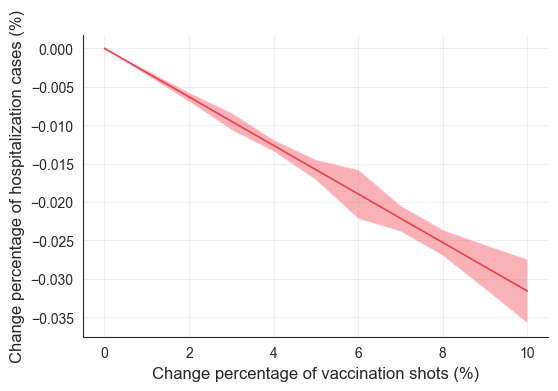 Change percentage of hospitalization cases (%)
0.000
−0.005
−0.010
−0.015
−0.020
−0.025
−0.030
−0.035
0 2 4 6 8 10
Change percentage of vaccination shots (%)